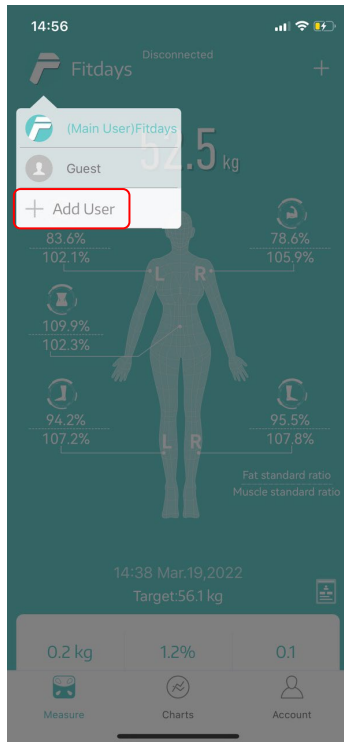 14:56
Disconnected
Fitdays
+
(Main User)Fitdays
52.5 kg
Guest
+ Add User
83.6%
102.1%
78.6%
105.9%
L R
109.9%
102.3%
94.2%
107.2%
95.5%
107.8%
L R
Fat standard ratio
Muscle standard ratio
14:38 Mar.19,2022
Target:56.1 kg
0.2 kg
1.2%
0.1
Measure
Charts
Account